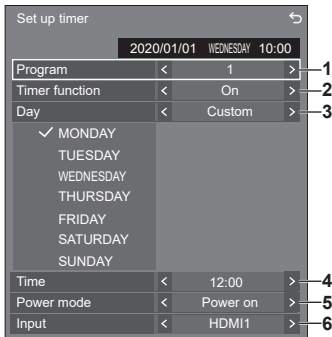 Set up timer
2020/01/01 WEDNESDAY 10:00
Program < 1 > 1
Timer function < On > 2
Day < Custom > 3
✓ MONDAY
TUESDAY
WEDNESDAY
THURSDAY
FRIDAY
SATURDAY
SUNDAY
Time < 12:00 > 4
Power mode < Power on > 5
Input < HDMI1 > 6